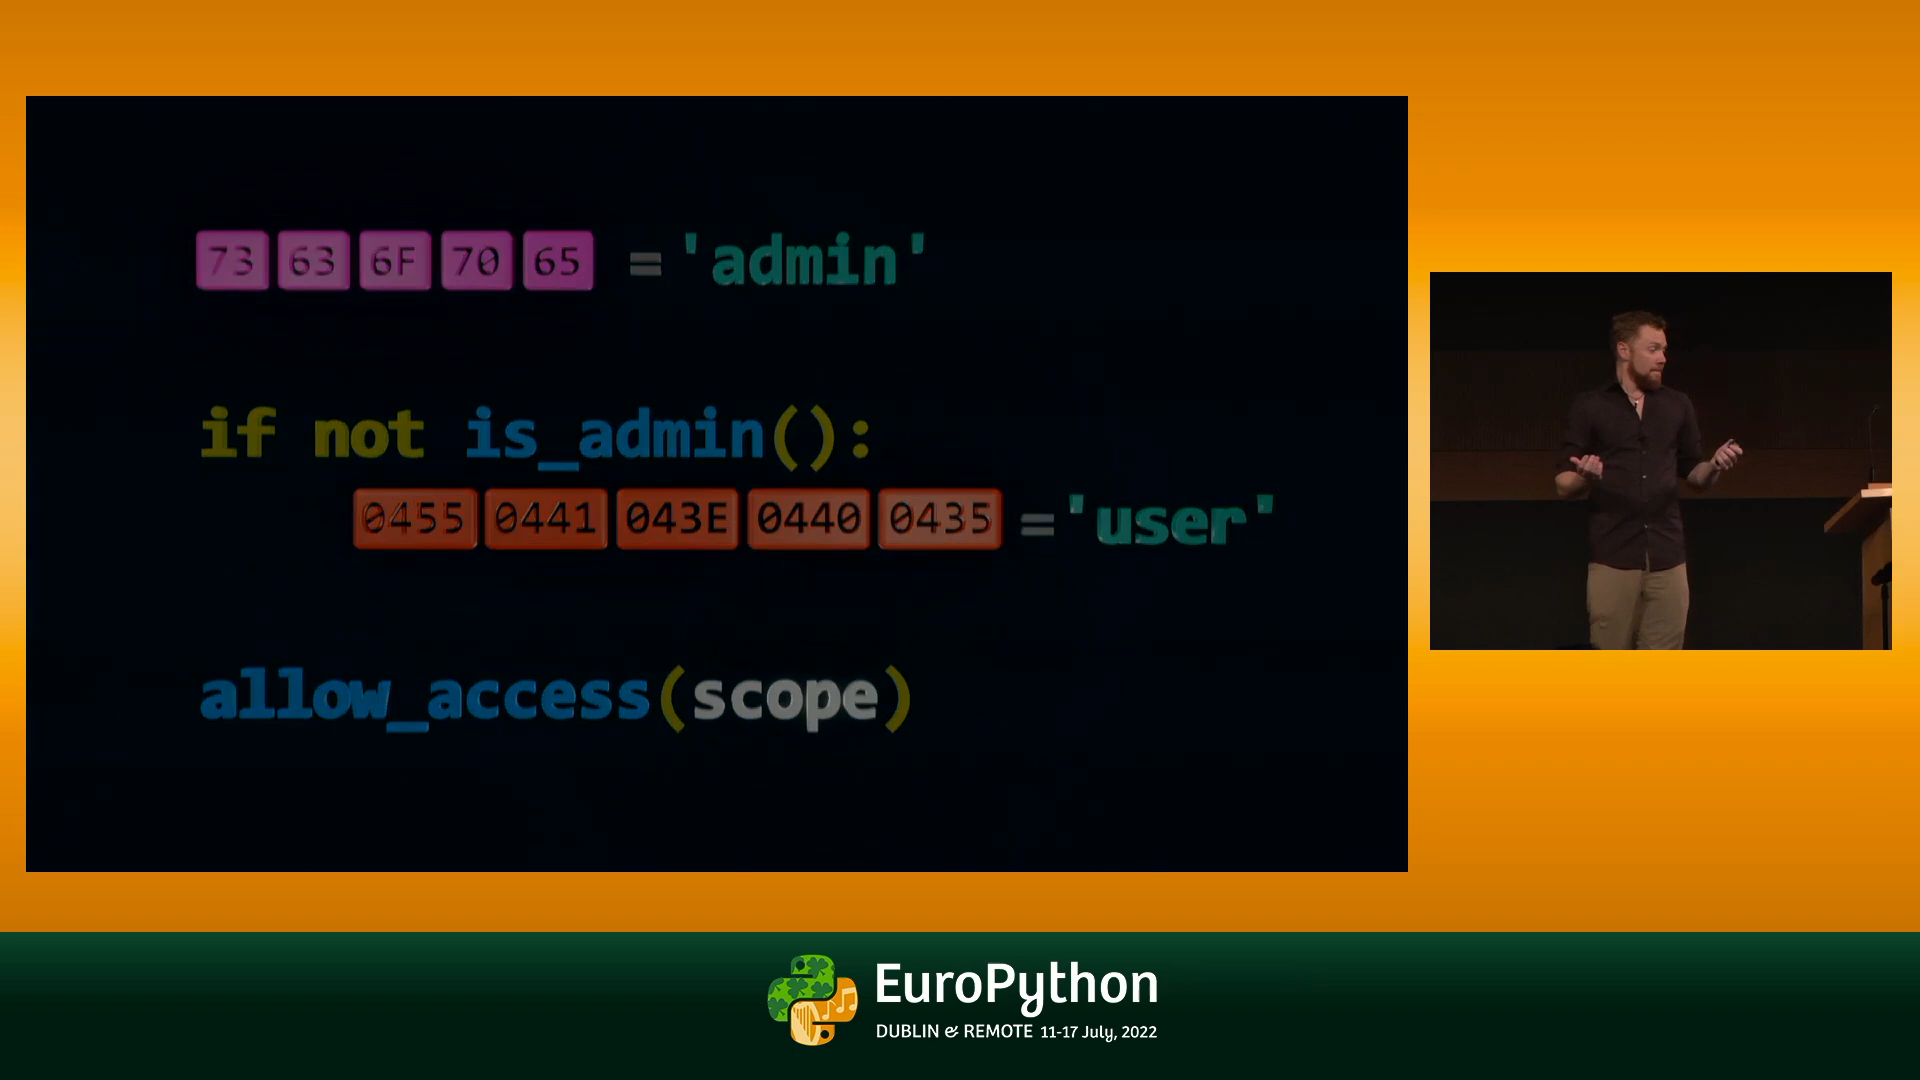 73 63 6F 70 65 = 'admin'
if not is_admin():
0455 0441 043E 0440 0435 = 'user'
allow_access(scope)
EuroPython
DUBLIN & REMOTE 11-17 July, 2022